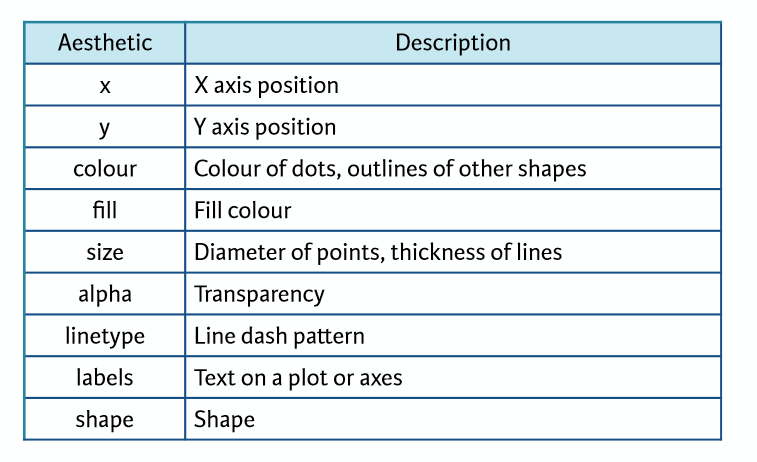 Aesthetic Description
x X axis position
y Y axis position
colour Colour of dots, outlines of other shapes
fill Fill colour
size Diameter of points, thickness of lines
alpha Transparency
linetype Line dash pattern
labels Text on a plot or axes
shape Shape